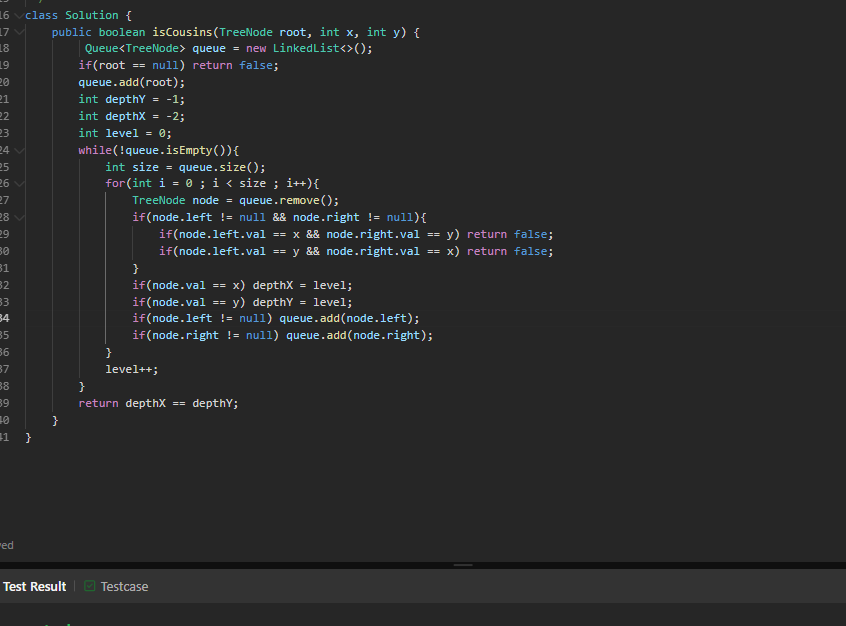 16 class Solution {
17 public boolean isCousins(TreeNode root, int x, int y) {
18 Queue<TreeNode> queue = new LinkedList<>();
19 if(root == null) return false;
20 queue.add(root);
21 int depthY = -1;
22 int depthX = -2;
23 int level = 0;
24 while(!queue.isEmpty()){
25 int size = queue.size();
26 for(int i = 0 ; i < size ; i++){
27 TreeNode node = queue.remove();
28 if(node.left != null && node.right != null){
29 if(node.left.val == x && node.right.val == y) return false;
30 if(node.left.val == y && node.right.val == x) return false;
31 }
32 if(node.val == x) depthX = level;
33 if(node.val == y) depthY = level;
34 if(node.left != null) queue.add(node.left);
35 if(node.right != null) queue.add(node.right);
36 }
37 level++;
38 }
39 return depthX == depthY;
40 }
41 }
ved
Test Result | Testcase